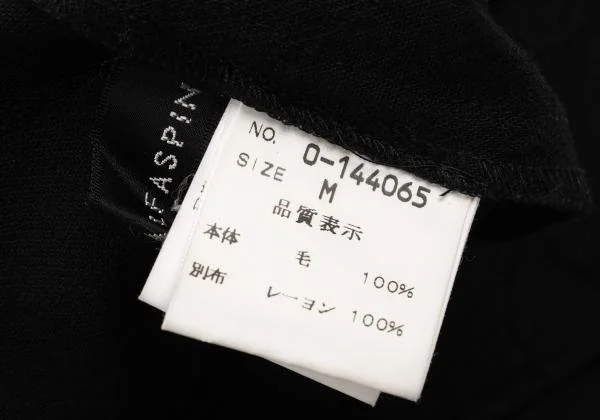 NO. 0-144065
SIZE M
品質表示
本体 毛 100%
別布 レーヨン 100%